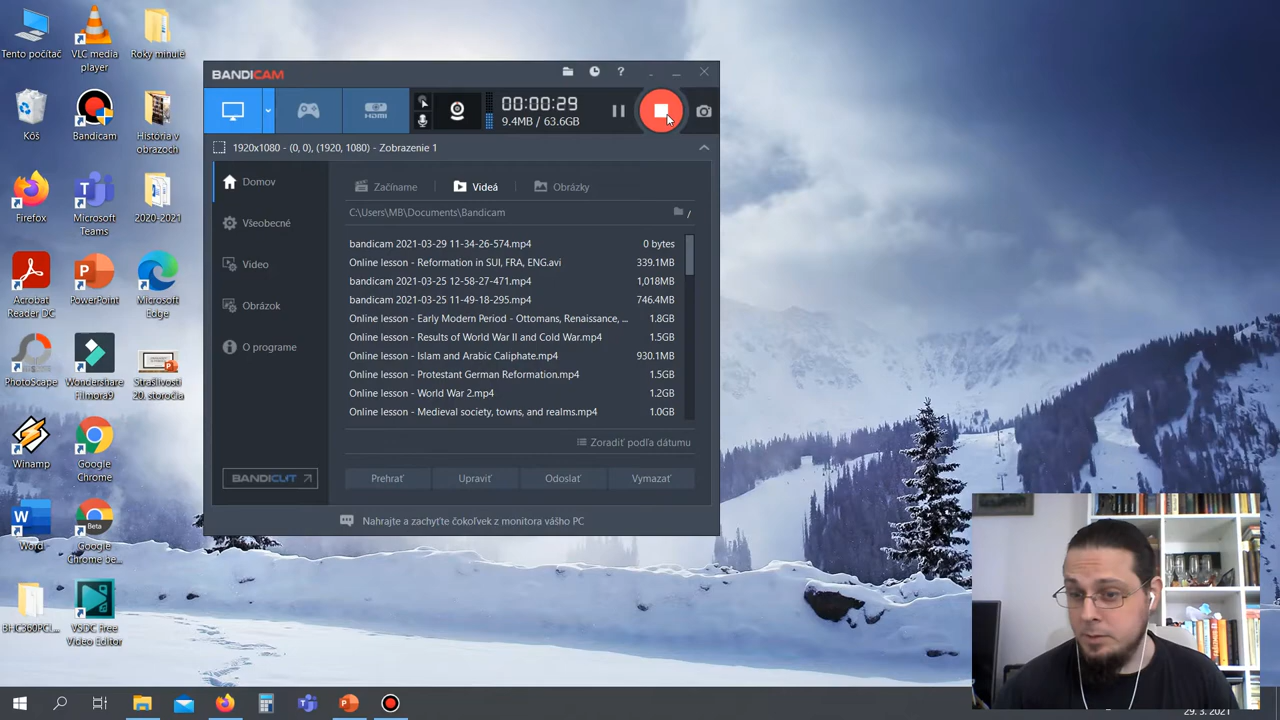 Tento počítač
VLC media
player
Roky minulé
Kôš
Bandicam
História v
obrazoch
Firefox
Microsoft
Teams
2020-2021
Acrobat
Reader DC
PowerPoint
Microsoft
Edge
PhotoScape
Wondershare
Filmora9
Strašlivosti
20. storočia
Winamp
Google
Chrome
Word
Beta
Google
Chrome be...
BHC360PCL...
VSDC Free
Video Editor
BANDICAM
?
HDMI
00:00:29
9.4MB / 63.6GB
1920x1080 - (0, 0), (1920, 1080) - Zobrazenie 1
Domov
Všeobecné
Video
Obrázok
O programe
BANDICUT
Začíname
Videá
Obrázky
C:\Users\MB\Documents\Bandicam
/
bandicam 2021-03-29 11-34-26-574.mp4 0 bytes
Online lesson - Reformation in SUI, FRA, ENG.avi 339.1MB
bandicam 2021-03-25 12-58-27-471.mp4 1,018MB
bandicam 2021-03-25 11-49-18-295.mp4 746.4MB
Online lesson - Early Modern Period - Ottomans, Renaissance, ... 1.8GB
Online lesson - Results of World War II and Cold War.mp4 1.5GB
Online lesson - Islam and Arabic Caliphate.mp4 930.1MB
Online lesson - Protestant German Reformation.mp4 1.5GB
Online lesson - World War 2.mp4 1.2GB
Online lesson - Medieval society, towns, and realms.mp4 1.0GB
Zoradiť podľa dátumu
Prehrať
Upraviť
Odoslať
Vymazať
Nahrajte a zachyťte čokoľvek z monitora vášho PC
29. 3. 2021